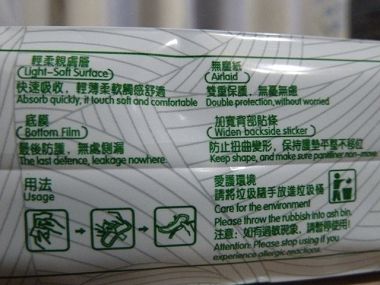 輕柔親膚層
Light-Soft Surface
快速吸收,輕薄柔軟觸感舒適
Absorb quickly, it touch soft and comfortable
底膜
Bottom Film
最後防護,無處側漏
The last defence, leakage nowhere.
用法
Usage
無塵紙
Airlaid
雙重保護,無憂無慮
Double protection, without worried
加寬背部貼條
Widen backside sticker
防止扭曲變形,保持護墊平整不移位
Keep shape, and make sure pantiliner non-move
愛護環境
請將垃圾隨手放進垃圾桶
Care for the environment
Please throw the rubbish into ash bin.
注意:如有過敏現象,請暫停使用!
Attention: Please stop using if you
experience allergic reactions.